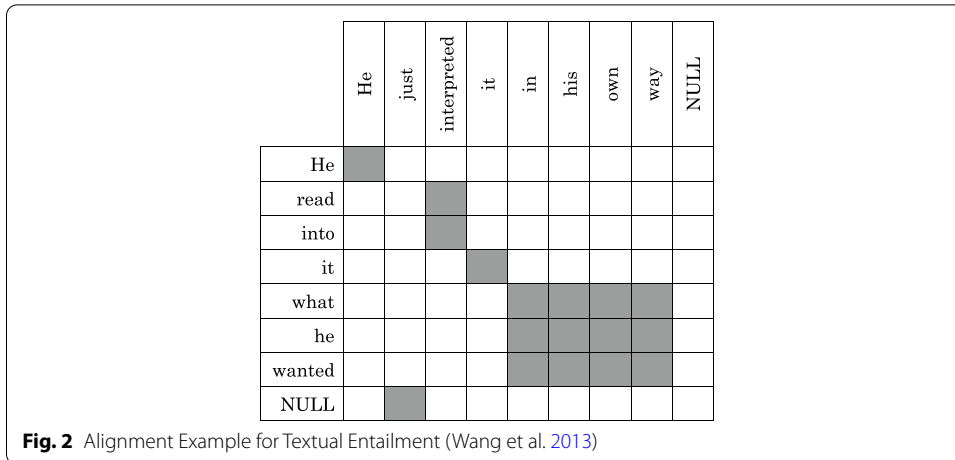 He just interpreted it in his own way NULL
He
read
into
it
what
he
wanted
NULL
Fig. 2 Alignment Example for Textual Entailment (Wang et al. 2013)